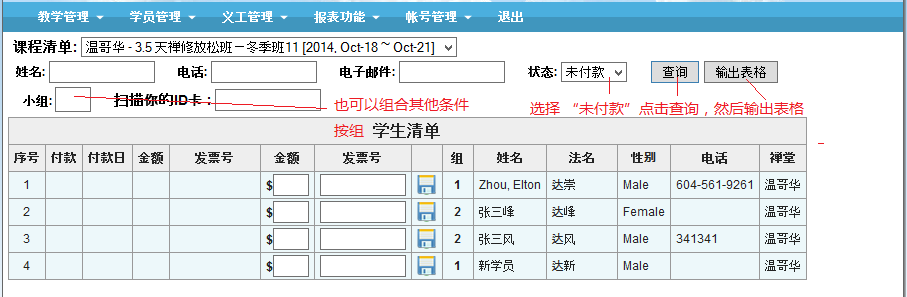 教学管理 学员管理 义工管理 报表功能 帐号管理 退出
课程清单: 温哥华 - 3.5 天禅修放松班－冬季班11 [2014, Oct-18 ~ Oct-21]
姓名: 电话: 电子邮件: 状态: 未付款 查询 输出表格
小组: 扫描你的ID卡: 也可以组合其他条件 选择 “未付款”点击查询，然后输出表格
按组 学生清单
序号 付款 付款日 金额 发票号 金额 发票号 组 姓名 法名 性别 电话 禅堂
1 $ 1 Zhou, Elton 达崇 Male 604-561-9261 温哥华
2 $ 2 张三峰 达峰 Female 温哥华
3 $ 2 张三风 达风 Male 341341 温哥华
4 $ 1 新学员 达新 Male 温哥华